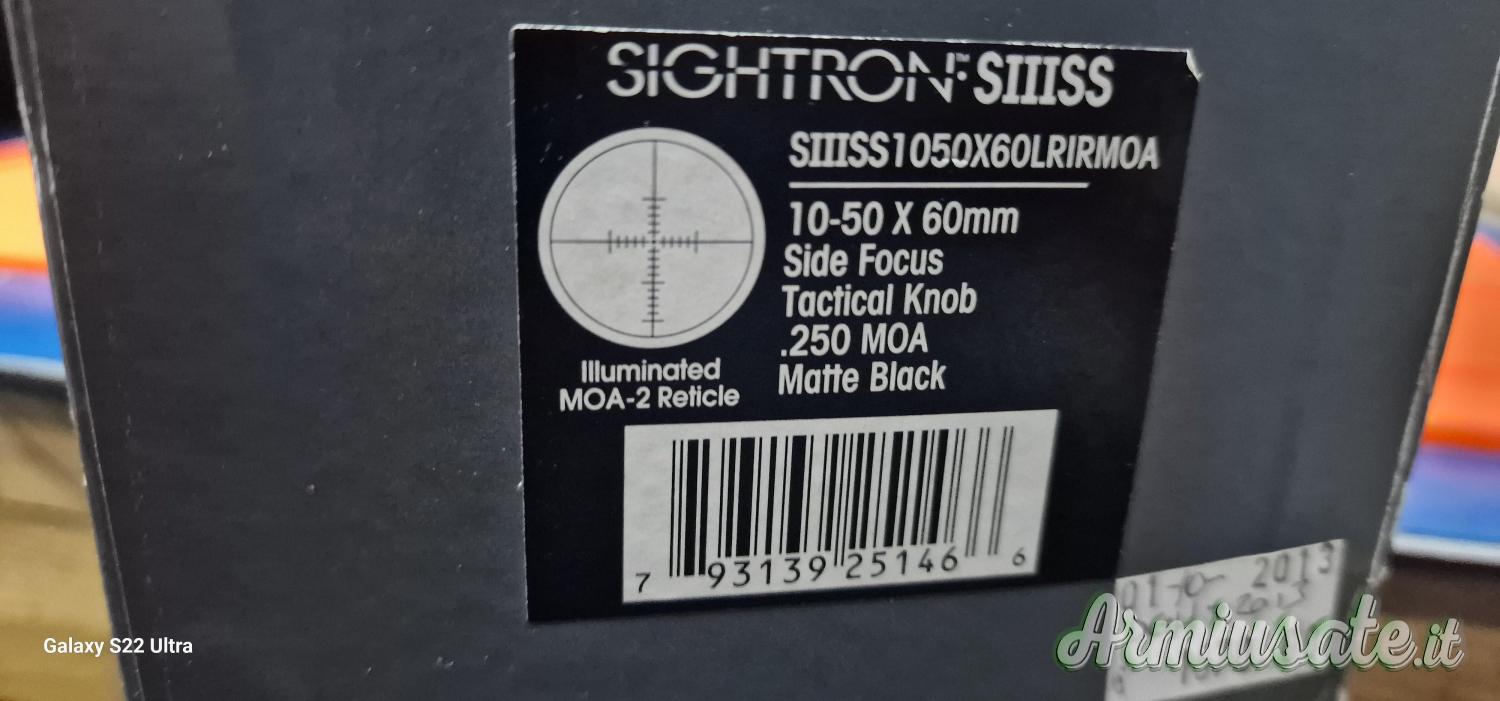 SIGHTRON™ SIIISS
SIIISS1050X60LRIRMOA
10-50 X 60mm
Side Focus
Tactical Knob
.250 MOA
Matte Black
Illuminated
MOA-2 Reticle
7 93139 25146 6
2013
Galaxy S22 Ultra
Armiusate.it